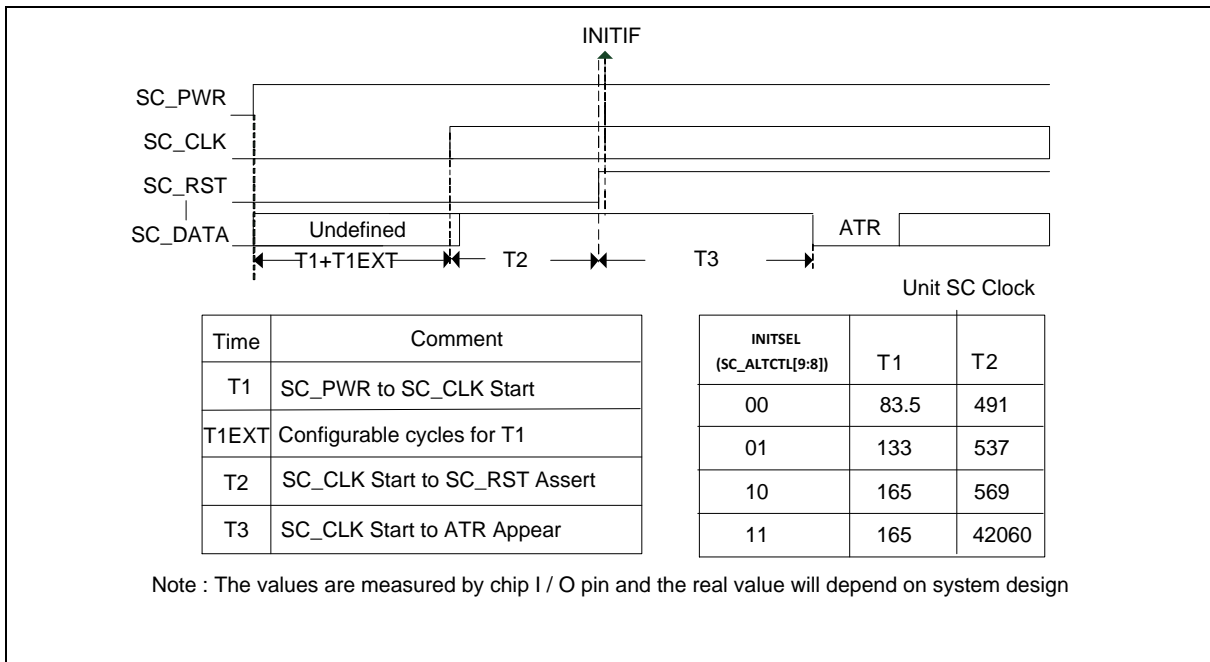 INITIF
SC_PWR
SC_CLK
SC_RST
SC_DATA
Undefined
ATR
T1+T1EXT
T2
T3
Unit SC Clock
Time Comment
T1 SC_PWR to SC_CLK Start
T1EXT Configurable cycles for T1
T2 SC_CLK Start to SC_RST Assert
T3 SC_CLK Start to ATR Appear
INITSEL
(SC_ALTCTL[9:8]) T1 T2
00 83.5 491
01 133 537
10 165 569
11 165 42060
Note : The values are measured by chip I / O pin and the real value will depend on system design